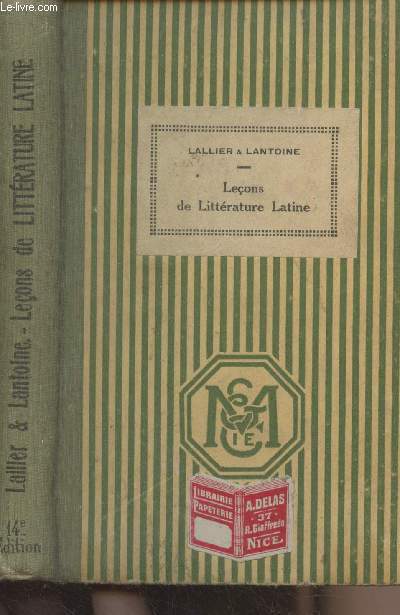 Le-livre.com
Lallier & Lantoine. - Leçons de LITTÉRATURE LATINE
14e
Édition
LALLIER & LANTOINE
Leçons
de Littérature Latine
LIBRAIRIE
PAPETERIE
A. DELAS
37
R. Gioffredo
NICE.